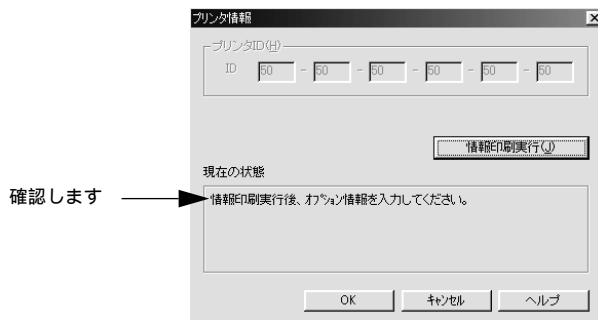 プリンタ情報
プリンタID(H)
ID 50 - 50 - 50 - 50 - 50 - 50
情報印刷実行(J)
現在の状態
確認します
情報印刷実行後、オプション情報を入力してください。
OK キャンセル ヘルプ